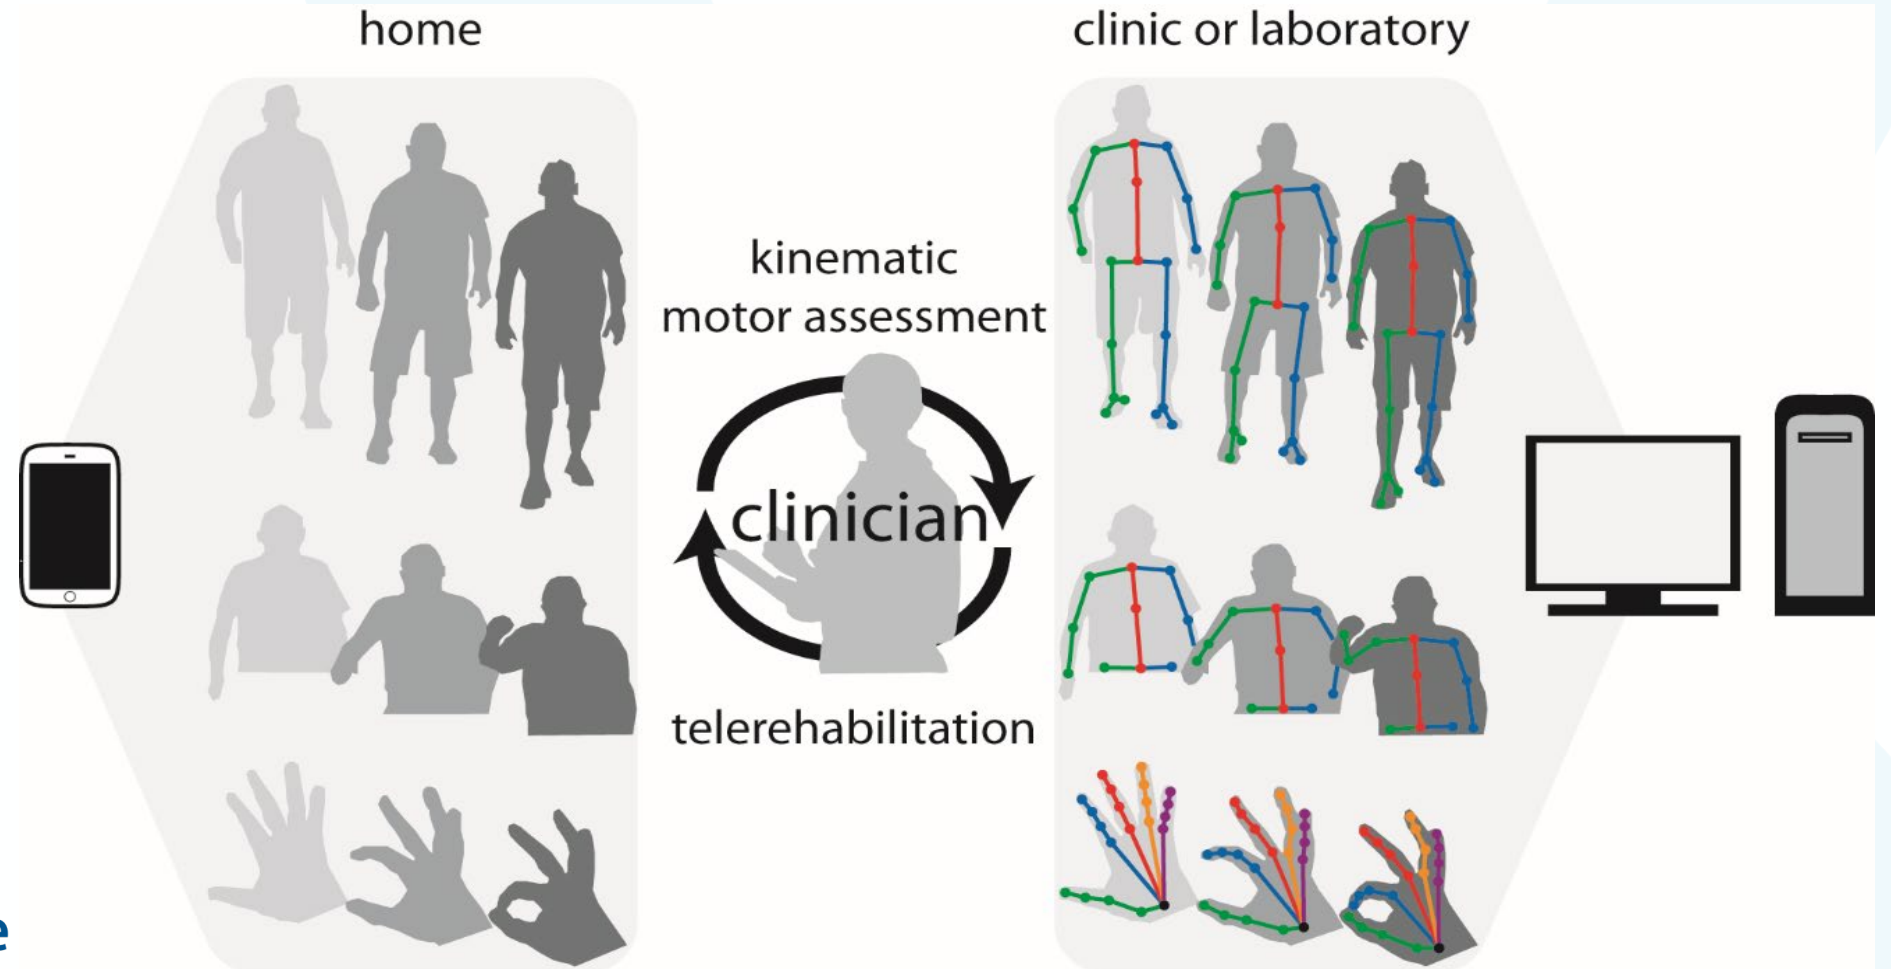 home
clinic or laboratory
kinematic
motor assessment
clinician
telerehabilitation
e